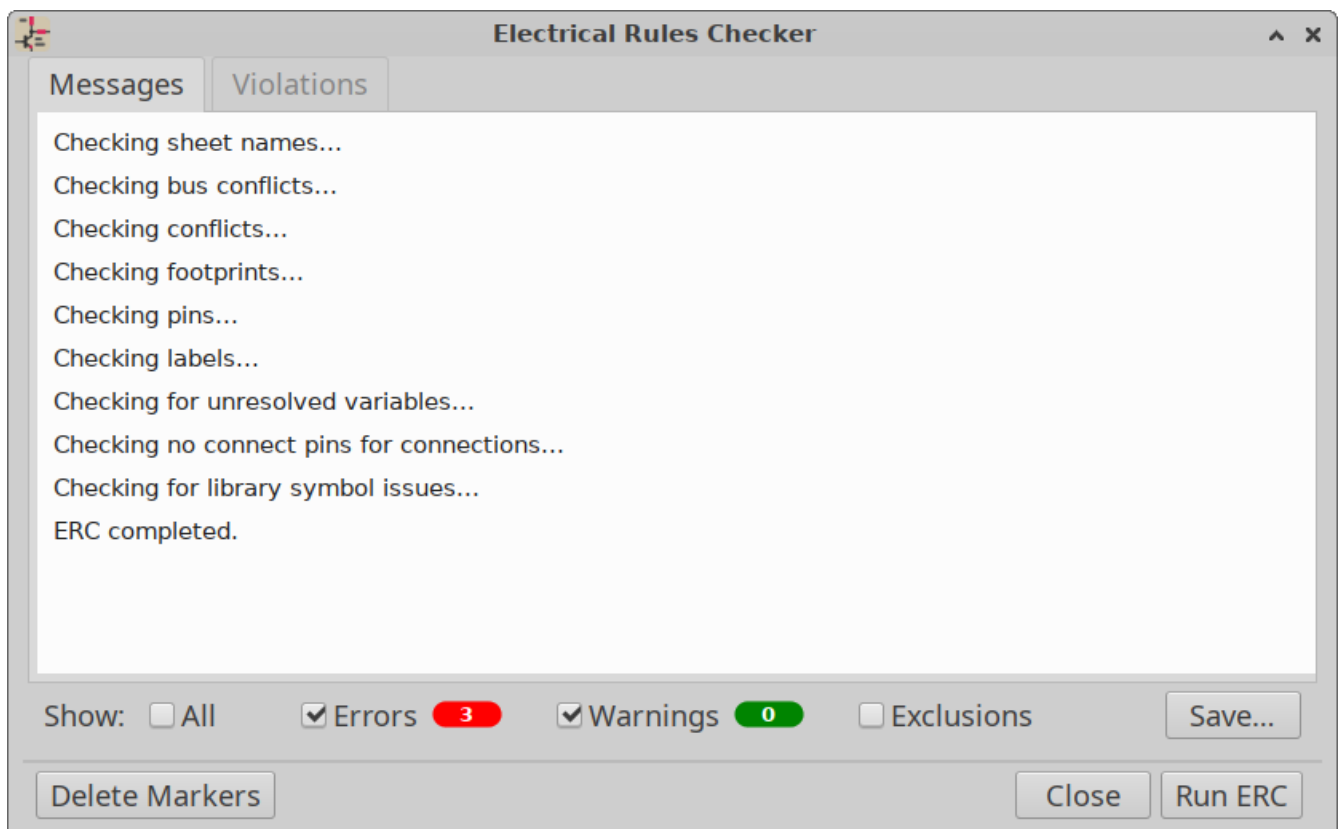 Electrical Rules Checker
Messages Violations
Checking sheet names...
Checking bus conflicts...
Checking conflicts...
Checking footprints...
Checking pins...
Checking labels...
Checking for unresolved variables...
Checking no connect pins for connections...
Checking for library symbol issues...
ERC completed.
Show: All Errors 3 Warnings 0 Exclusions Save...
Delete Markers Close Run ERC